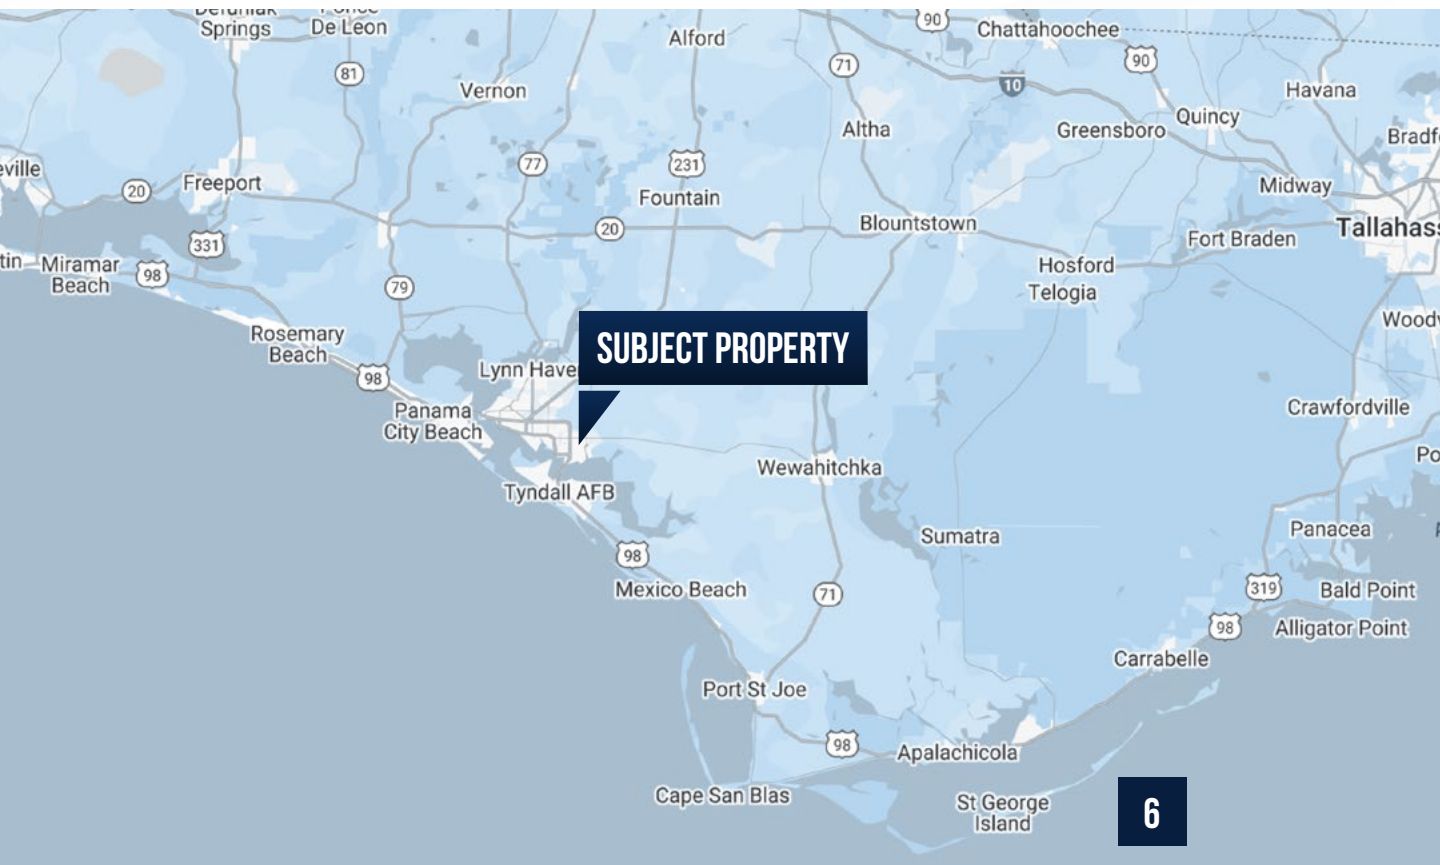 Springs
De Leon
Alford
90
Chattahoochee
71
90
81
10
Vernon
Havana
Quincy
Altha
Greensboro
77
231
20
Freeport
Midway
Fountain
Blountstown
20
Tallahass
331
Fort Braden
Miramar
Beach
98
Hosford
Telogia
79
Rosemary
Beach
SUBJECT PROPERTY
Lynn Have
98
Panama
City Beach
Crawfordville
Wewahitchka
Tyndall AFB
Sumatra
Panacea
98
Mexico Beach
71
319
Bald Point
98
Alligator Point
Carrabelle
Port St Joe
98
Apalachicola
Cape San Blas
St George
Island
6